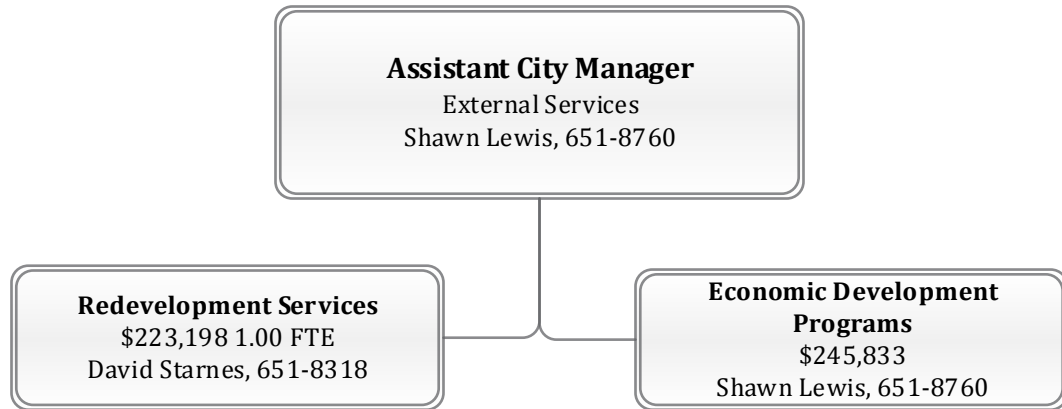 Assistant City Manager
External Services
Shawn Lewis, 651-8760
Redevelopment Services
$223,198 1.00 FTE
David Starnes, 651-8318
Economic Development
Programs
$245,833
Shawn Lewis, 651-8760